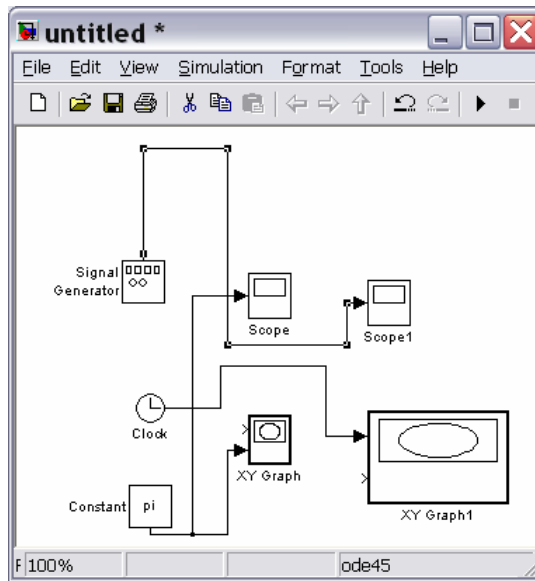 untitled *
File Edit View Simulation Format Tools Help
Signal
Generator
Scope
Scope1
Clock
XY Graph
Constant
pi
XY Graph1
F 100%
ode45